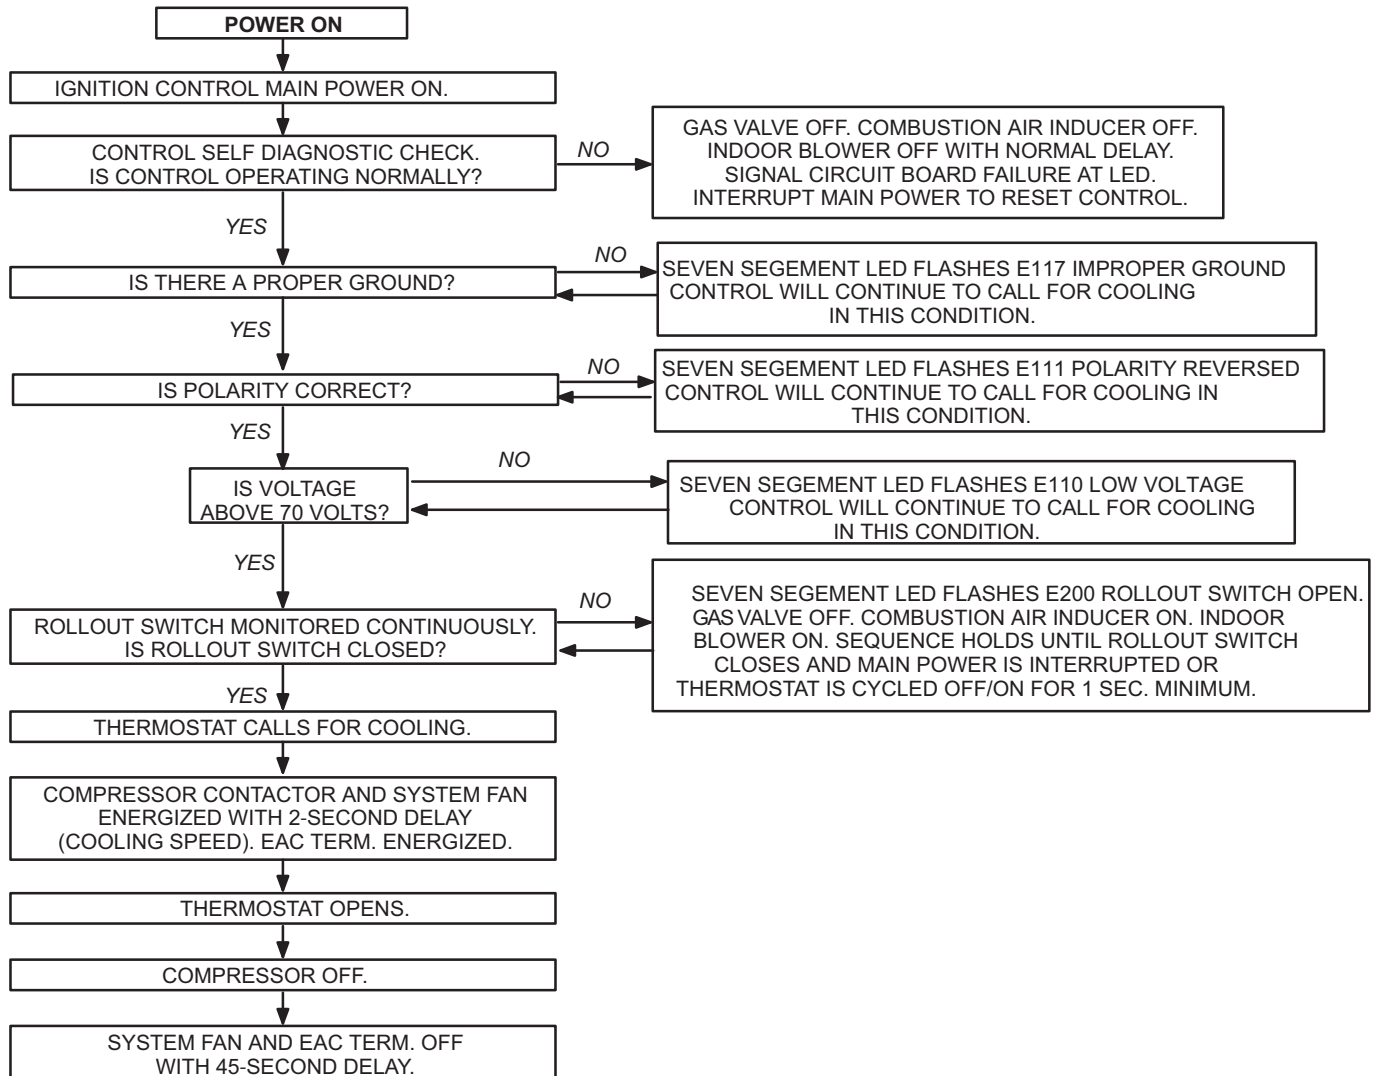 POWER ON
IGNITION CONTROL MAIN POWER ON.
CONTROL SELF DIAGNOSTIC CHECK.
IS CONTROL OPERATING NORMALLY?
NO
GAS VALVE OFF. COMBUSTION AIR INDUCER OFF.
INDOOR BLOWER OFF WITH NORMAL DELAY.
SIGNAL CIRCUIT BOARD FAILURE AT LED.
INTERRUPT MAIN POWER TO RESET CONTROL.
YES
IS THERE A PROPER GROUND?
NO
SEVEN SEGEMENT LED FLASHES E117 IMPROPER GROUND
CONTROL WILL CONTINUE TO CALL FOR COOLING
IN THIS CONDITION.
YES
IS POLARITY CORRECT?
NO
SEVEN SEGEMENT LED FLASHES E111 POLARITY REVERSED
CONTROL WILL CONTINUE TO CALL FOR COOLING IN
THIS CONDITION.
YES
IS VOLTAGE
ABOVE 70 VOLTS?
NO
SEVEN SEGEMENT LED FLASHES E110 LOW VOLTAGE
CONTROL WILL CONTINUE TO CALL FOR COOLING
IN THIS CONDITION.
YES
ROLLOUT SWITCH MONITORED CONTINUOUSLY.
IS ROLLOUT SWITCH CLOSED?
NO
SEVEN SEGEMENT LED FLASHES E200 ROLLOUT SWITCH OPEN.
GAS VALVE OFF. COMBUSTION AIR INDUCER ON. INDOOR
BLOWER ON. SEQUENCE HOLDS UNTIL ROLLOUT SWITCH
CLOSES AND MAIN POWER IS INTERRUPTED OR
THERMOSTAT IS CYCLED OFF/ON FOR 1 SEC. MINIMUM.
YES
THERMOSTAT CALLS FOR COOLING.
COMPRESSOR CONTACTOR AND SYSTEM FAN
ENERGIZED WITH 2-SECOND DELAY
(COOLING SPEED). EAC TERM. ENERGIZED.
THERMOSTAT OPENS.
COMPRESSOR OFF.
SYSTEM FAN AND EAC TERM. OFF
WITH 45-SECOND DELAY.